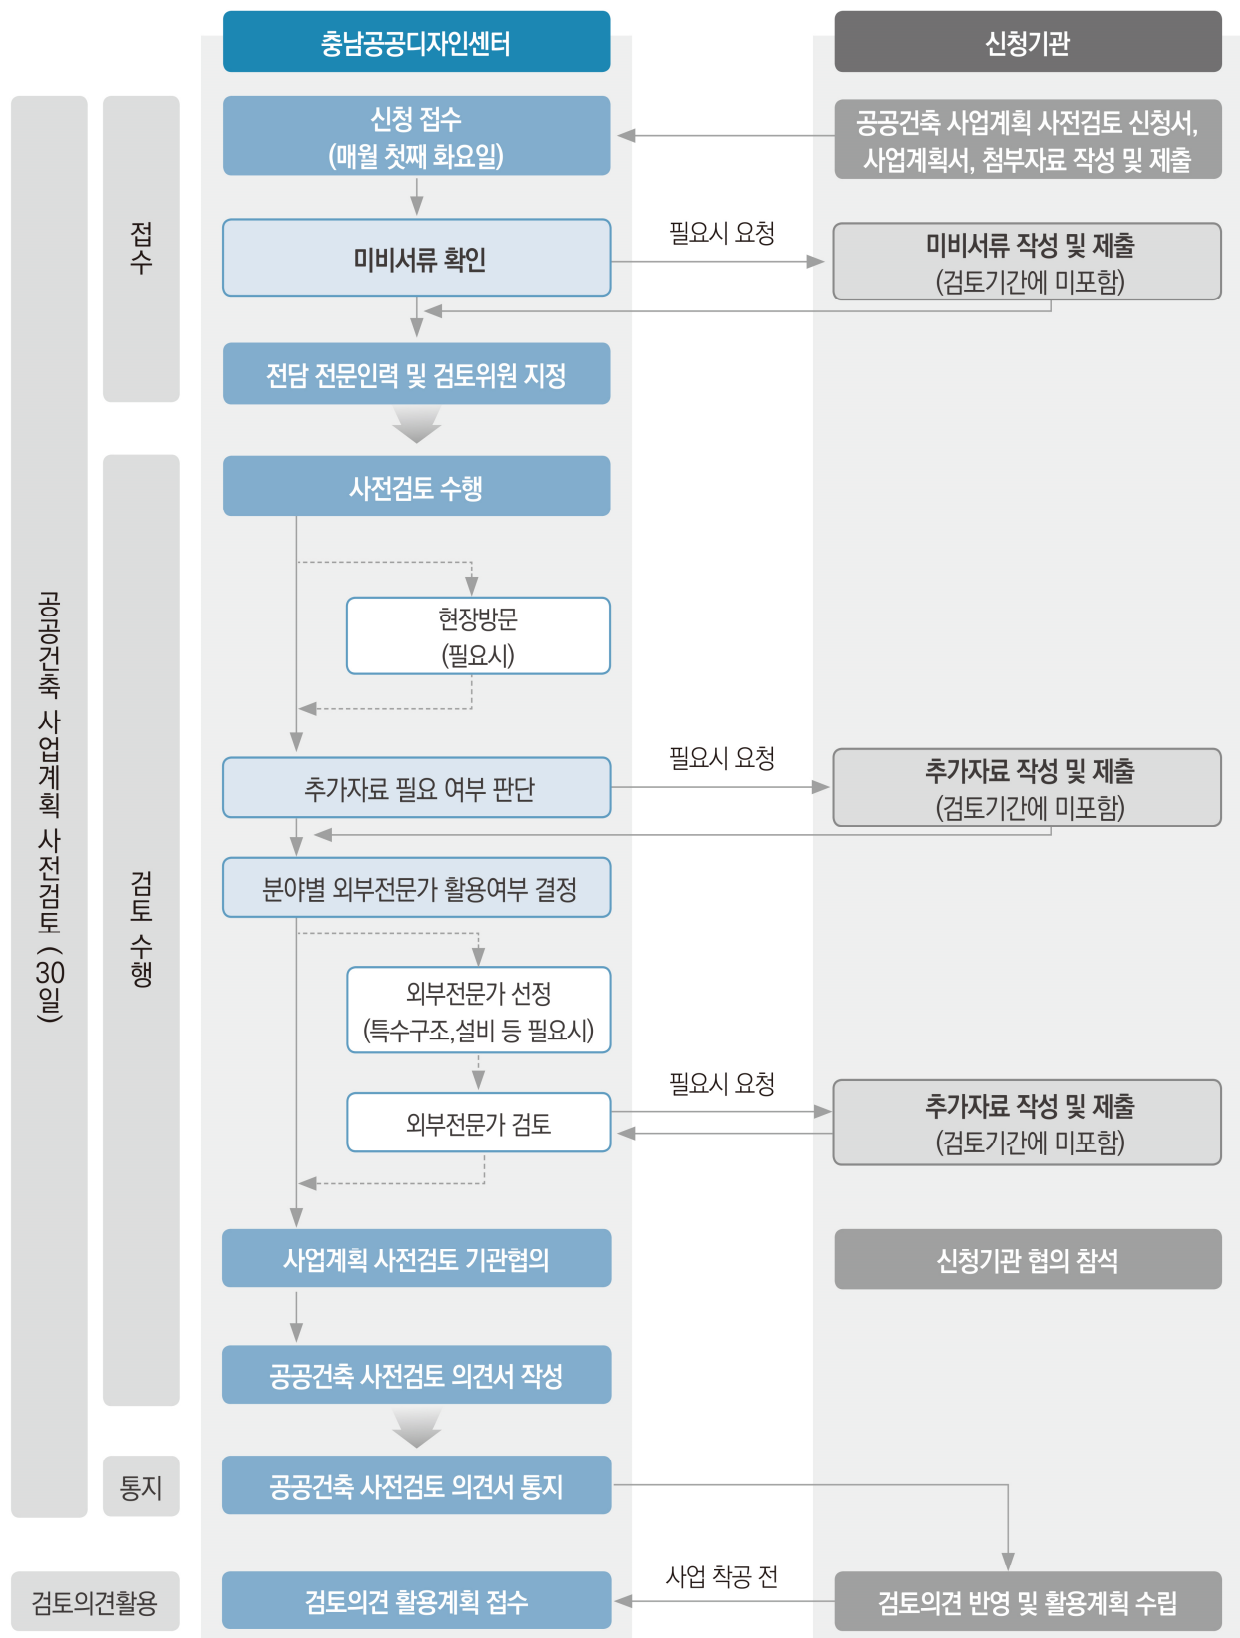 충남공공디자인센터
신청기관
공공건축 사업계획 사전검토 (30일)
접수
신청 접수
(매월 첫째 화요일)
공공건축 사업계획 사전검토 신청서,
사업계획서, 첨부자료 작성 및 제출
미비서류 확인
필요시 요청
미비서류 작성 및 제출
(검토기간에 미포함)
전담 전문인력 및 검토위원 지정
검토 수행
사전검토 수행
현장방문
(필요시)
추가자료 필요 여부 판단
필요시 요청
추가자료 작성 및 제출
(검토기간에 미포함)
분야별 외부전문가 활용여부 결정
외부전문가 선정
(특수구조,설비 등 필요시)
외부전문가 검토
필요시 요청
추가자료 작성 및 제출
(검토기간에 미포함)
사업계획 사전검토 기관협의
신청기관 협의 참석
공공건축 사전검토 의견서 작성
통지
공공건축 사전검토 의견서 통지
검토의견활용
검토의견 활용계획 접수
사업 착공 전
검토의견 반영 및 활용계획 수립